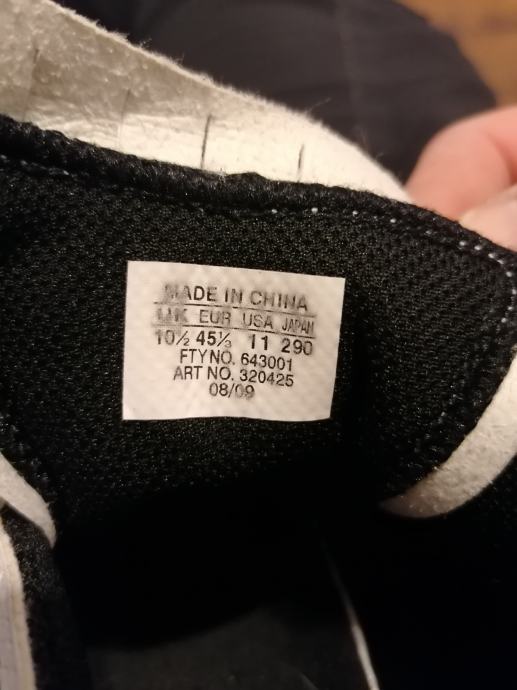 MADE IN CHINA
UK EUR USA JAPAN
10½ 45⅓ 11 290
FTY NO. 643001
ART NO. 320425
08/09